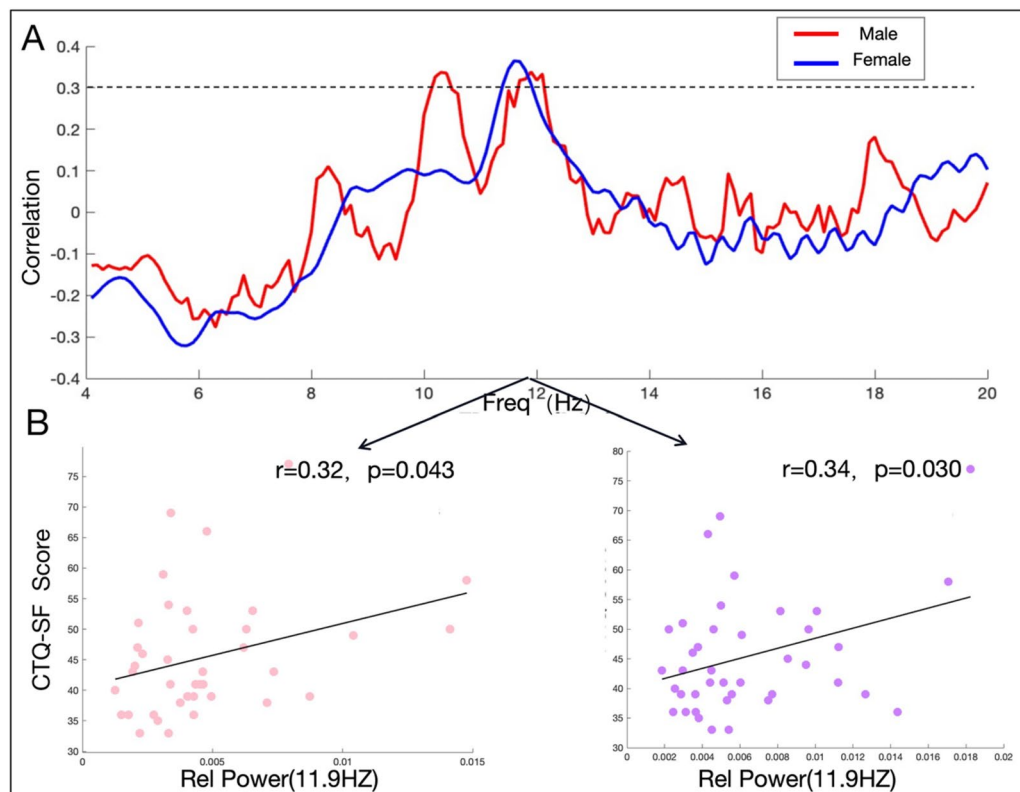 A
Male
Female
0.4
0.3
0.2
0.1
0
-0.1
-0.2
-0.3
-0.4
Correlation
4 6 8 10 12 14 16 18 20
Freq (Hz)
B
r=0.32, p=0.043
75
70
65
60
55
50
45
40
35
30
CTQ-SF Score
0 0.005 0.01 0.015
Rel Power(11.9HZ)
r=0.34, p=0.030
80
75
70
65
60
55
50
45
40
35
30
0 0.002 0.004 0.006 0.008 0.01 0.012 0.014 0.016 0.018 0.02
Rel Power(11.9HZ)